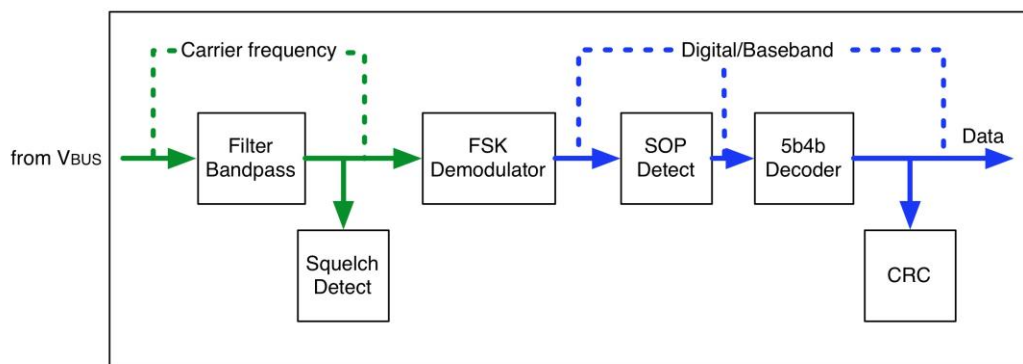 Carrier frequency
Digital/Baseband
from VBUS
Filter
Bandpass
FSK
Demodulator
SOP
Detect
5b4b
Decoder
Data
Squelch
Detect
CRC